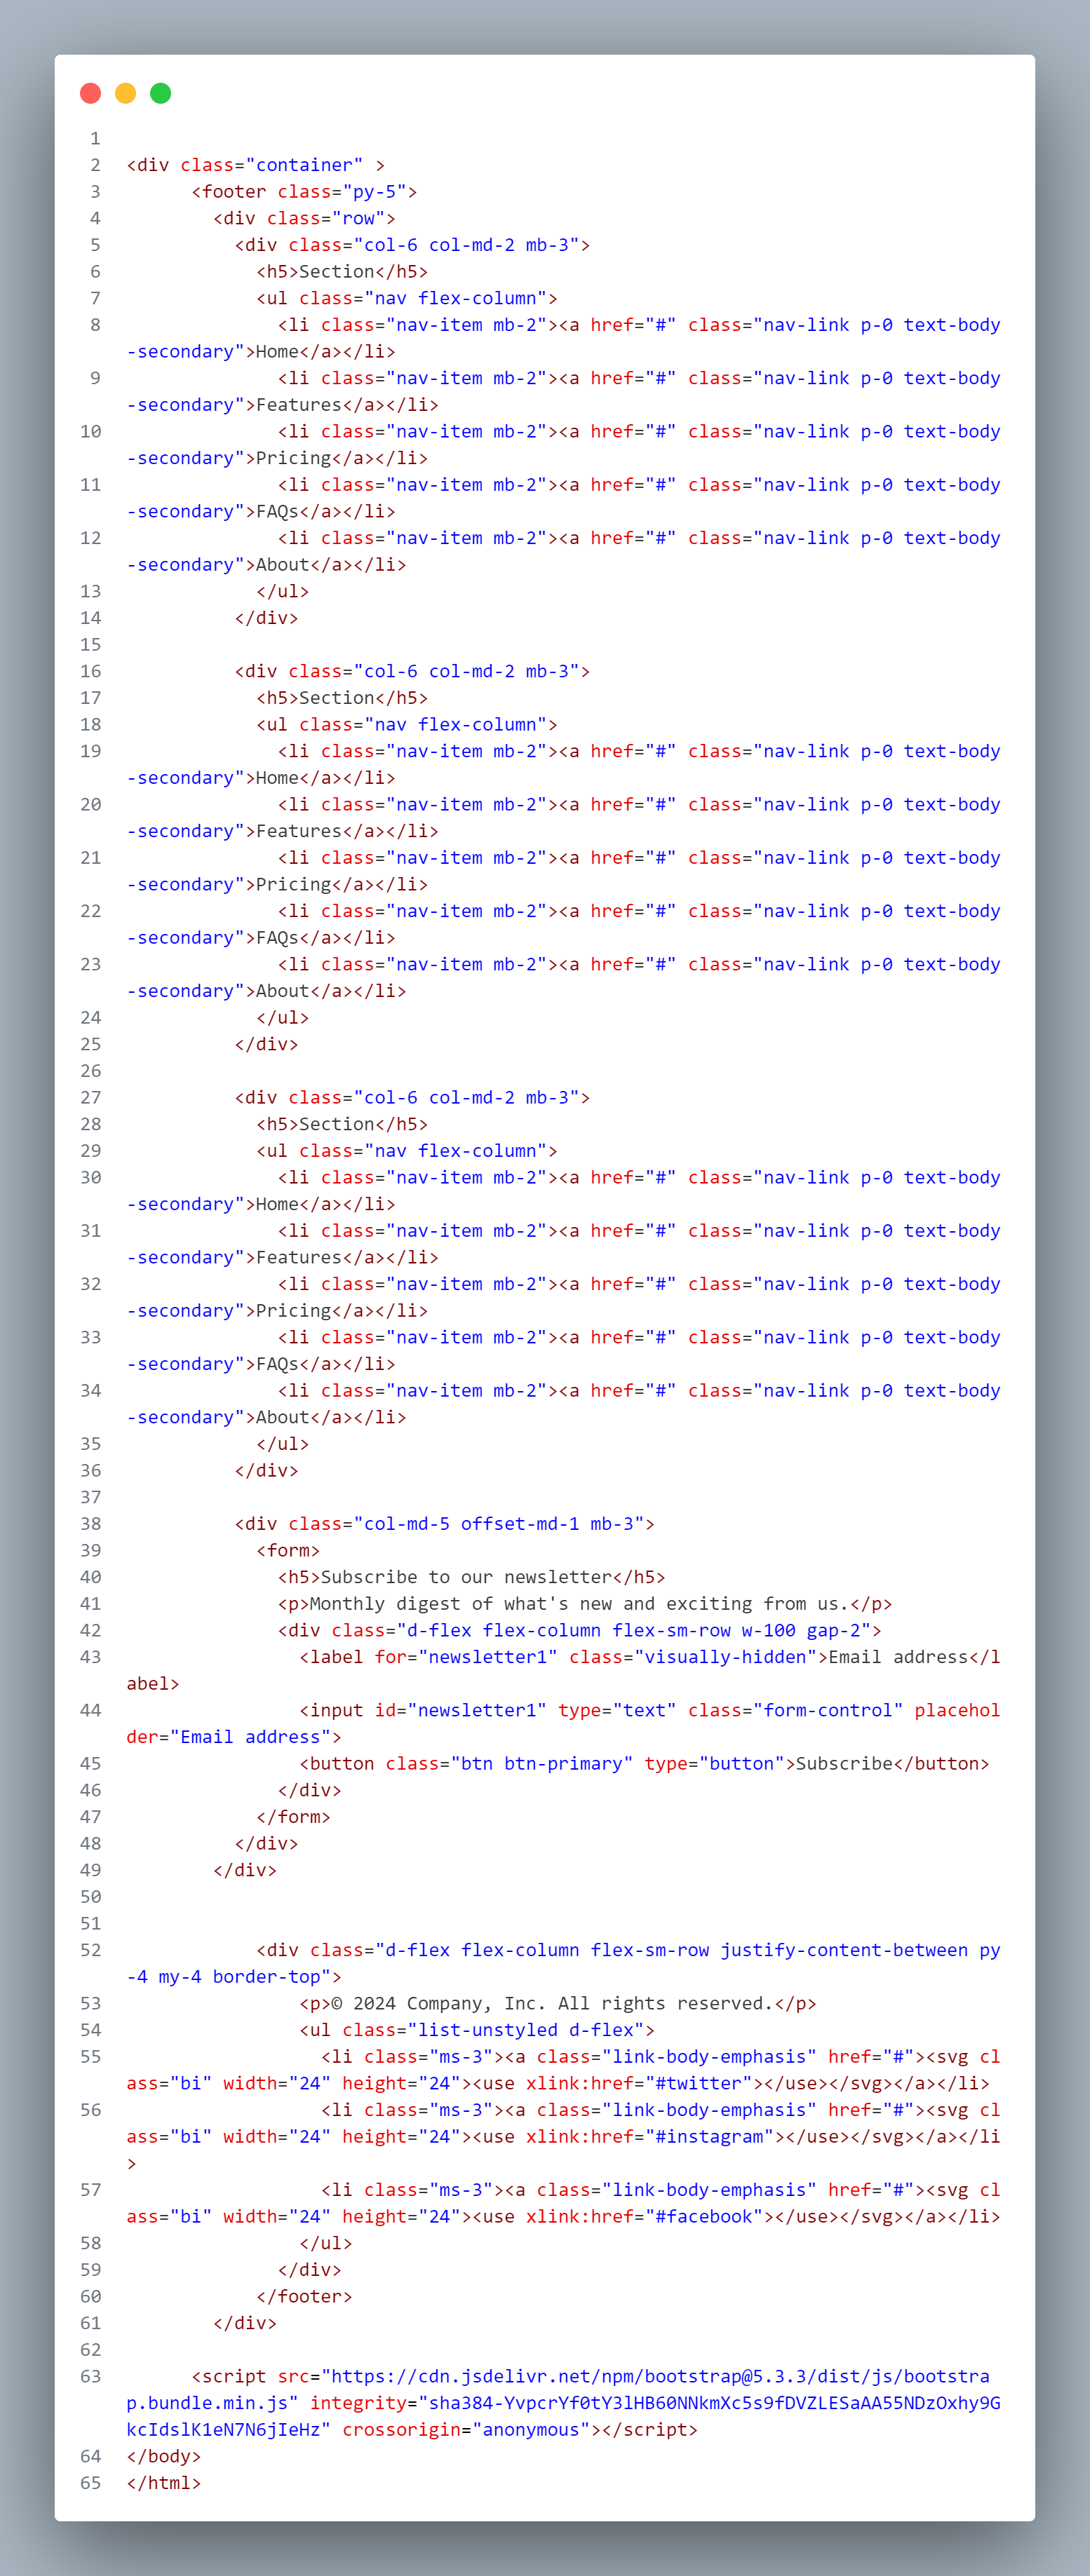 1
2 <div class="container" >
3       <footer class="py-5">
4         <div class="row">
5           <div class="col-6 col-md-2 mb-3">
6             <h5>Section</h5>
7             <ul class="nav flex-column">
8               <li class="nav-item mb-2"><a href="#" class="nav-link p-0 text-body
-secondary">Home</a></li>
9               <li class="nav-item mb-2"><a href="#" class="nav-link p-0 text-body
-secondary">Features</a></li>
10               <li class="nav-item mb-2"><a href="#" class="nav-link p-0 text-body
-secondary">Pricing</a></li>
11               <li class="nav-item mb-2"><a href="#" class="nav-link p-0 text-body
-secondary">FAQs</a></li>
12               <li class="nav-item mb-2"><a href="#" class="nav-link p-0 text-body
-secondary">About</a></li>
13             </ul>
14           </div>
15
16           <div class="col-6 col-md-2 mb-3">
17             <h5>Section</h5>
18             <ul class="nav flex-column">
19               <li class="nav-item mb-2"><a href="#" class="nav-link p-0 text-body
-secondary">Home</a></li>
20               <li class="nav-item mb-2"><a href="#" class="nav-link p-0 text-body
-secondary">Features</a></li>
21               <li class="nav-item mb-2"><a href="#" class="nav-link p-0 text-body
-secondary">Pricing</a></li>
22               <li class="nav-item mb-2"><a href="#" class="nav-link p-0 text-body
-secondary">FAQs</a></li>
23               <li class="nav-item mb-2"><a href="#" class="nav-link p-0 text-body
-secondary">About</a></li>
24             </ul>
25           </div>
26
27           <div class="col-6 col-md-2 mb-3">
28             <h5>Section</h5>
29             <ul class="nav flex-column">
30               <li class="nav-item mb-2"><a href="#" class="nav-link p-0 text-body
-secondary">Home</a></li>
31               <li class="nav-item mb-2"><a href="#" class="nav-link p-0 text-body
-secondary">Features</a></li>
32               <li class="nav-item mb-2"><a href="#" class="nav-link p-0 text-body
-secondary">Pricing</a></li>
33               <li class="nav-item mb-2"><a href="#" class="nav-link p-0 text-body
-secondary">FAQs</a></li>
34               <li class="nav-item mb-2"><a href="#" class="nav-link p-0 text-body
-secondary">About</a></li>
35             </ul>
36           </div>
37
38           <div class="col-md-5 offset-md-1 mb-3">
39             <form>
40               <h5>Subscribe to our newsletter</h5>
41               <p>Monthly digest of what's new and exciting from us.</p>
42               <div class="d-flex flex-column flex-sm-row w-100 gap-2">
43                 <label for="newsletter1" class="visually-hidden">Email address</l
abel>
44                 <input id="newsletter1" type="text" class="form-control" placehol
der="Email address">
45                 <button class="btn btn-primary" type="button">Subscribe</button>
46               </div>
47             </form>
48           </div>
49         </div>
50
51
52             <div class="d-flex flex-column flex-sm-row justify-content-between py
-4 my-4 border-top">
53                 <p>© 2024 Company, Inc. All rights reserved.</p>
54                 <ul class="list-unstyled d-flex">
55                   <li class="ms-3"><a class="link-body-emphasis" href="#"><svg cl
ass="bi" width="24" height="24"><use xlink:href="#twitter"></use></svg></a></li>
56                   <li class="ms-3"><a class="link-body-emphasis" href="#"><svg cl
ass="bi" width="24" height="24"><use xlink:href="#instagram"></use></svg></a></li
>
57                   <li class="ms-3"><a class="link-body-emphasis" href="#"><svg cl
ass="bi" width="24" height="24"><use xlink:href="#facebook"></use></svg></a></li>
58                 </ul>
59               </div>
60             </footer>
61         </div>
62
63       <script src="https://cdn.jsdelivr.net/npm/bootstrap@5.3.3/dist/js/bootstra
p.bundle.min.js" integrity="sha384-YvpcrYf0tY3lHB60NNkmXc5s9fDVZLESaAA55NDzOxhy9G
kcIdslK1eN7N6jIeHz" crossorigin="anonymous"></script>
64 </body>
65 </html>